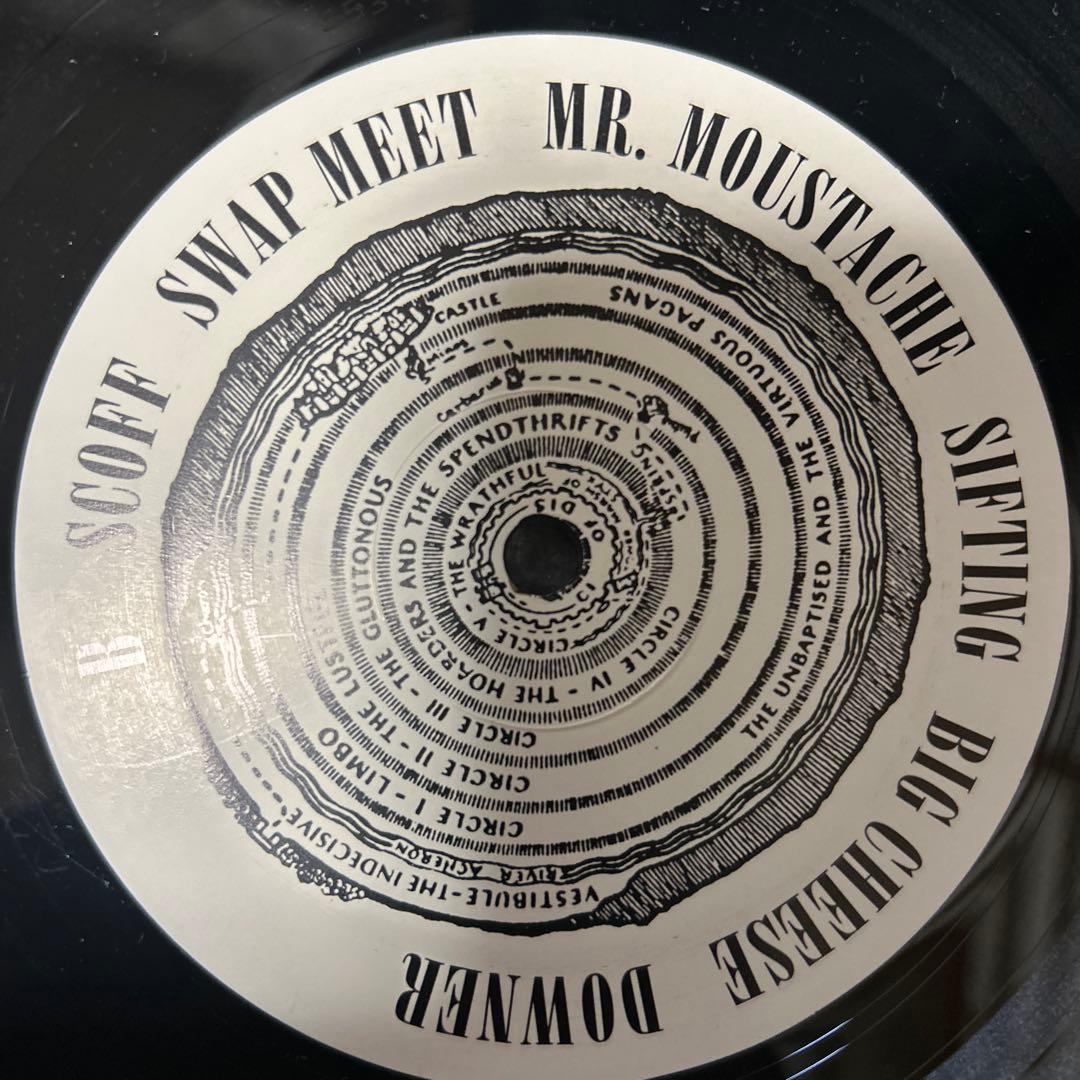 B SCOFF SWAP MEET MR. MOUSTACHE SIFTING BIG CHEESE DOWNER
VESTIBULE-THE INDECISIVE
RIVER ACHERON
CIRCLE I - LIMBO
CASTLE
THE UNBAPTISED AND THE VIRTUOUS PAGANS
CIRCLE II - THE LUSTFUL
CIRCLE III - THE GLUTTONOUS
Cerberus
CIRCLE IV - THE HOARDERS AND THE SPENDTHRIFTS
CIRCLE V - THE WRATHFUL
OF DIS